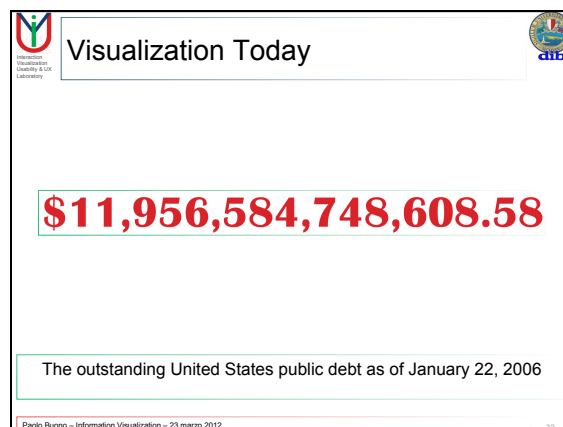 Interaction
Visualization
Usability & UX
Laboratory
Visualization Today
dib
$11,956,584,748,608.58
The outstanding United States public debt as of January 22, 2006
Paolo Buono – Information Visualization – 23 marzo 2012